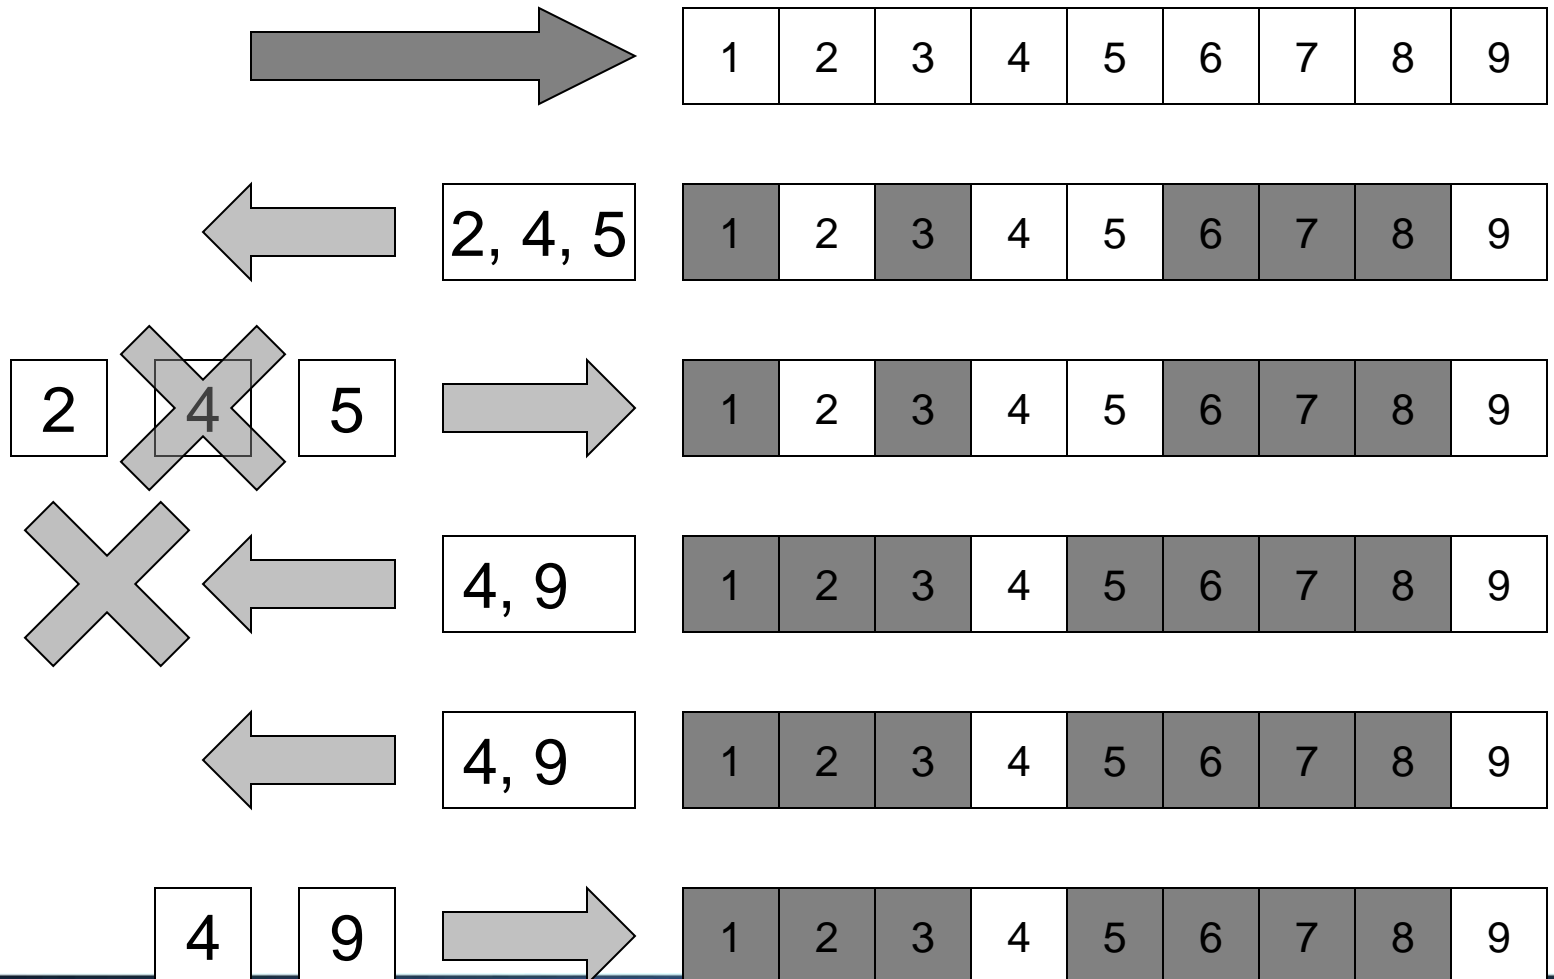 1 2 3 4 5 6 7 8 9
2, 4, 5 1 2 3 4 5 6 7 8 9
2 4 5 1 2 3 4 5 6 7 8 9
4, 9 1 2 3 4 5 6 7 8 9
4, 9 1 2 3 4 5 6 7 8 9
4 9 1 2 3 4 5 6 7 8 9